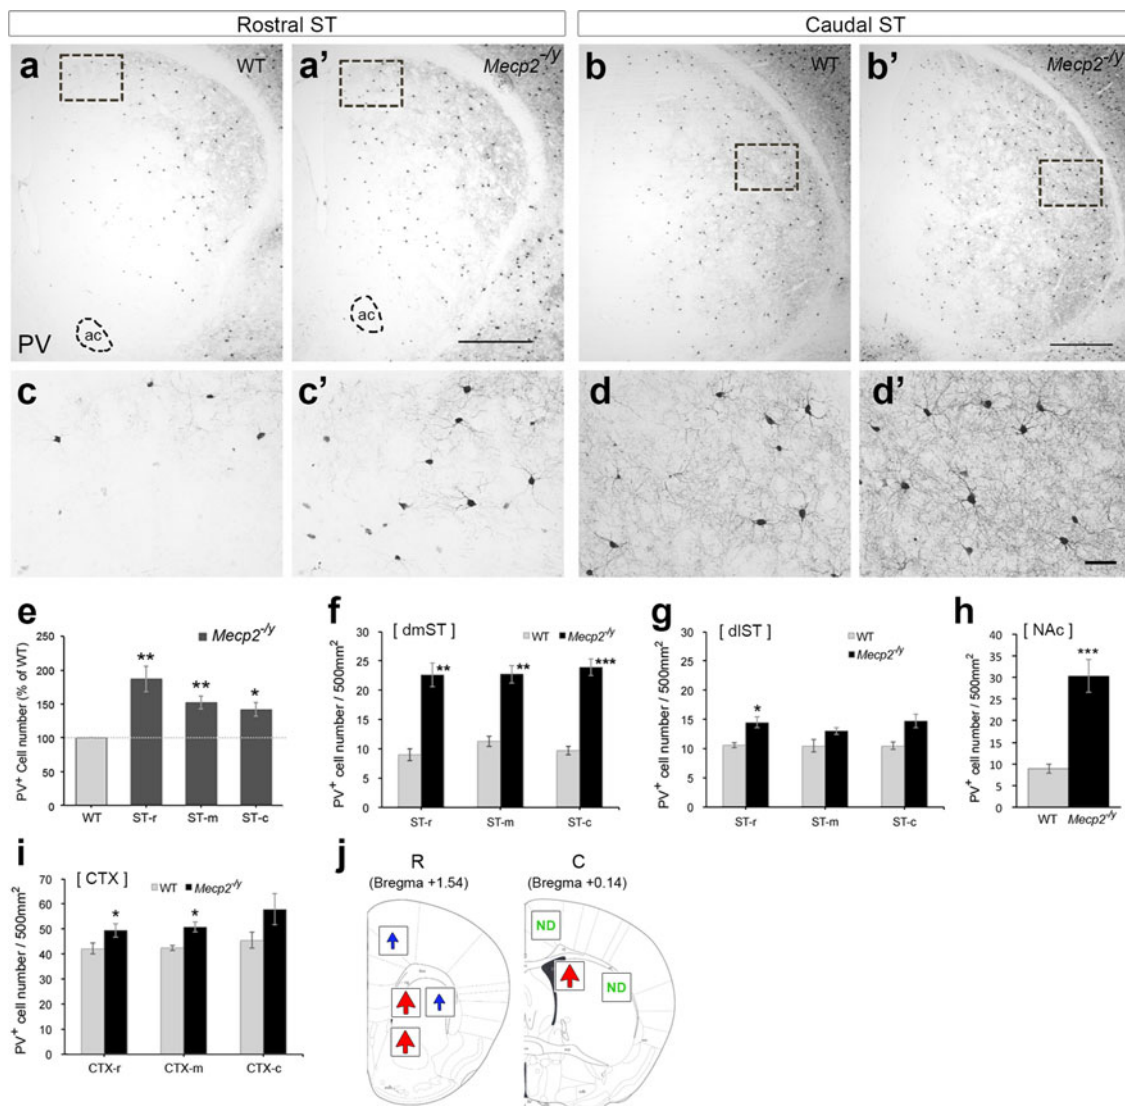 Rostral ST
Caudal ST
a
WT
a'
Mecp2-/y
b
WT
b'
Mecp2-/y
ac
ac
PV
c
c'
d
d'
e
Mecp2-/y
PV+ Cell number (% of WT)
250
200
150
100
50
0
**
**
*
WT
ST-r
ST-m
ST-c
f
[ dmST ]
WT
Mecp2-/y
PV+ cell number / 500mm2
25
20
15
10
5
0
**
**
***
ST-r
ST-m
ST-c
g
[ dlST ]
WT
Mecp2-/y
PV+ cell number / 500mm2
25
20
15
10
5
0
*
ST-r
ST-m
ST-c
h
[ NAc ]
WT
Mecp2-/y
PV+ cell number / 500mm2
40
35
30
25
20
15
10
5
0
***
WT Mecp2-/y
i
[ CTX ]
WT
Mecp2-/y
PV+ cell number / 500mm2
70
60
50
40
30
20
10
0
*
*
CTX-r
CTX-m
CTX-c
j
R
(Bregma +1.54)
C
(Bregma +0.14)
ND
ND